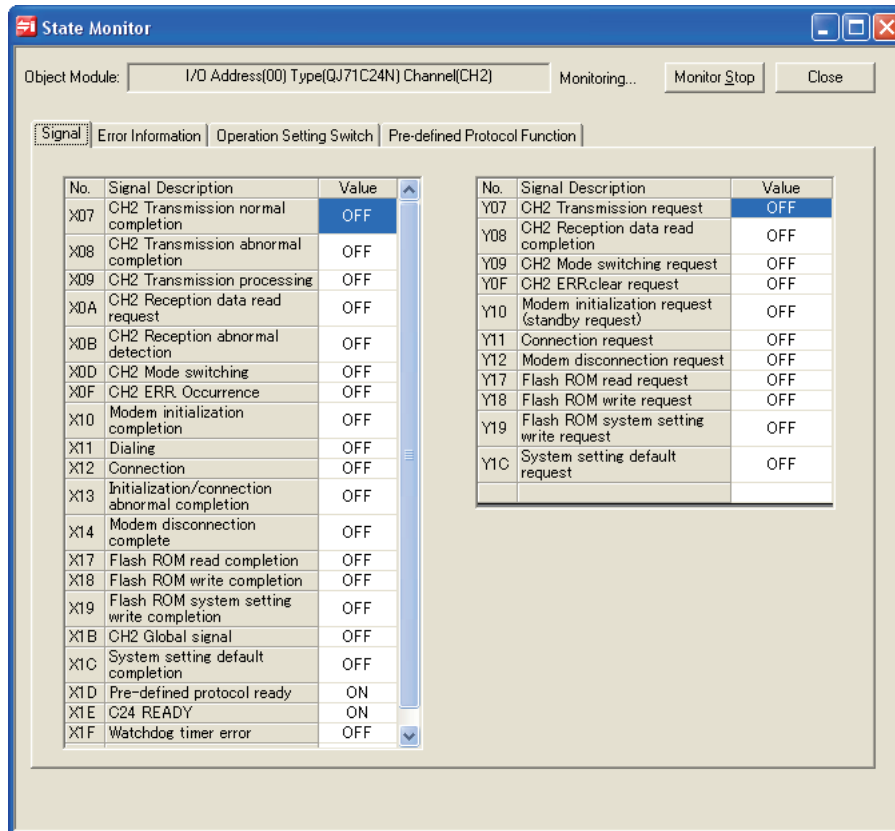 State Monitor
Object Module: I/O Address(00) Type(QJ71C24N) Channel(CH2) Monitoring... Monitor Stop Close
Signal Error Information Operation Setting Switch Pre-defined Protocol Function
No. Signal Description Value
X07 CH2 Transmission normal completion OFF
X08 CH2 Transmission abnormal completion OFF
X09 CH2 Transmission processing OFF
X0A CH2 Reception data read request OFF
X0B CH2 Reception abnormal detection OFF
X0D CH2 Mode switching OFF
X0F CH2 ERR. Occurrence OFF
X10 Modem initialization completion OFF
X11 Dialing OFF
X12 Connection OFF
X13 Initialization/connection abnormal completion OFF
X14 Modem disconnection complete OFF
X17 Flash ROM read completion OFF
X18 Flash ROM write completion OFF
X19 Flash ROM system setting write completion OFF
X1B CH2 Global signal OFF
X1C System setting default completion OFF
X1D Pre-defined protocol ready ON
X1E C24 READY ON
X1F Watchdog timer error OFF
No. Signal Description Value
Y07 CH2 Transmission request OFF
Y08 CH2 Reception data read completion OFF
Y09 CH2 Mode switching request OFF
Y0F CH2 ERR.clear request OFF
Y10 Modem initialization request (standby request) OFF
Y11 Connection request OFF
Y12 Modem disconnection request OFF
Y17 Flash ROM read request OFF
Y18 Flash ROM write request OFF
Y19 Flash ROM system setting write request OFF
Y1C System setting default request OFF